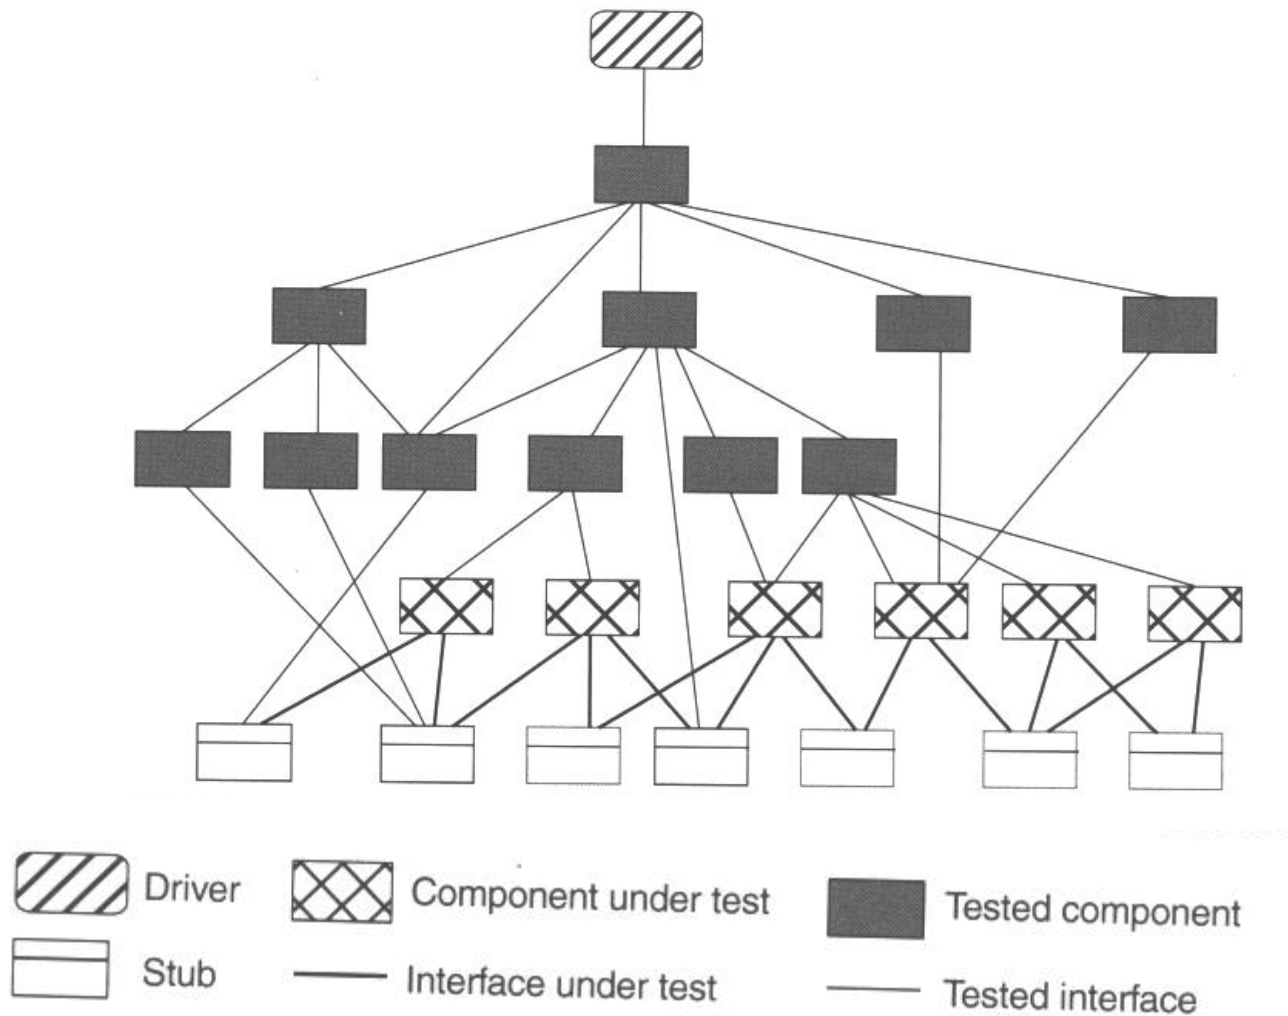 Driver
Component under test
Tested component
Stub
Interface under test
Tested interface